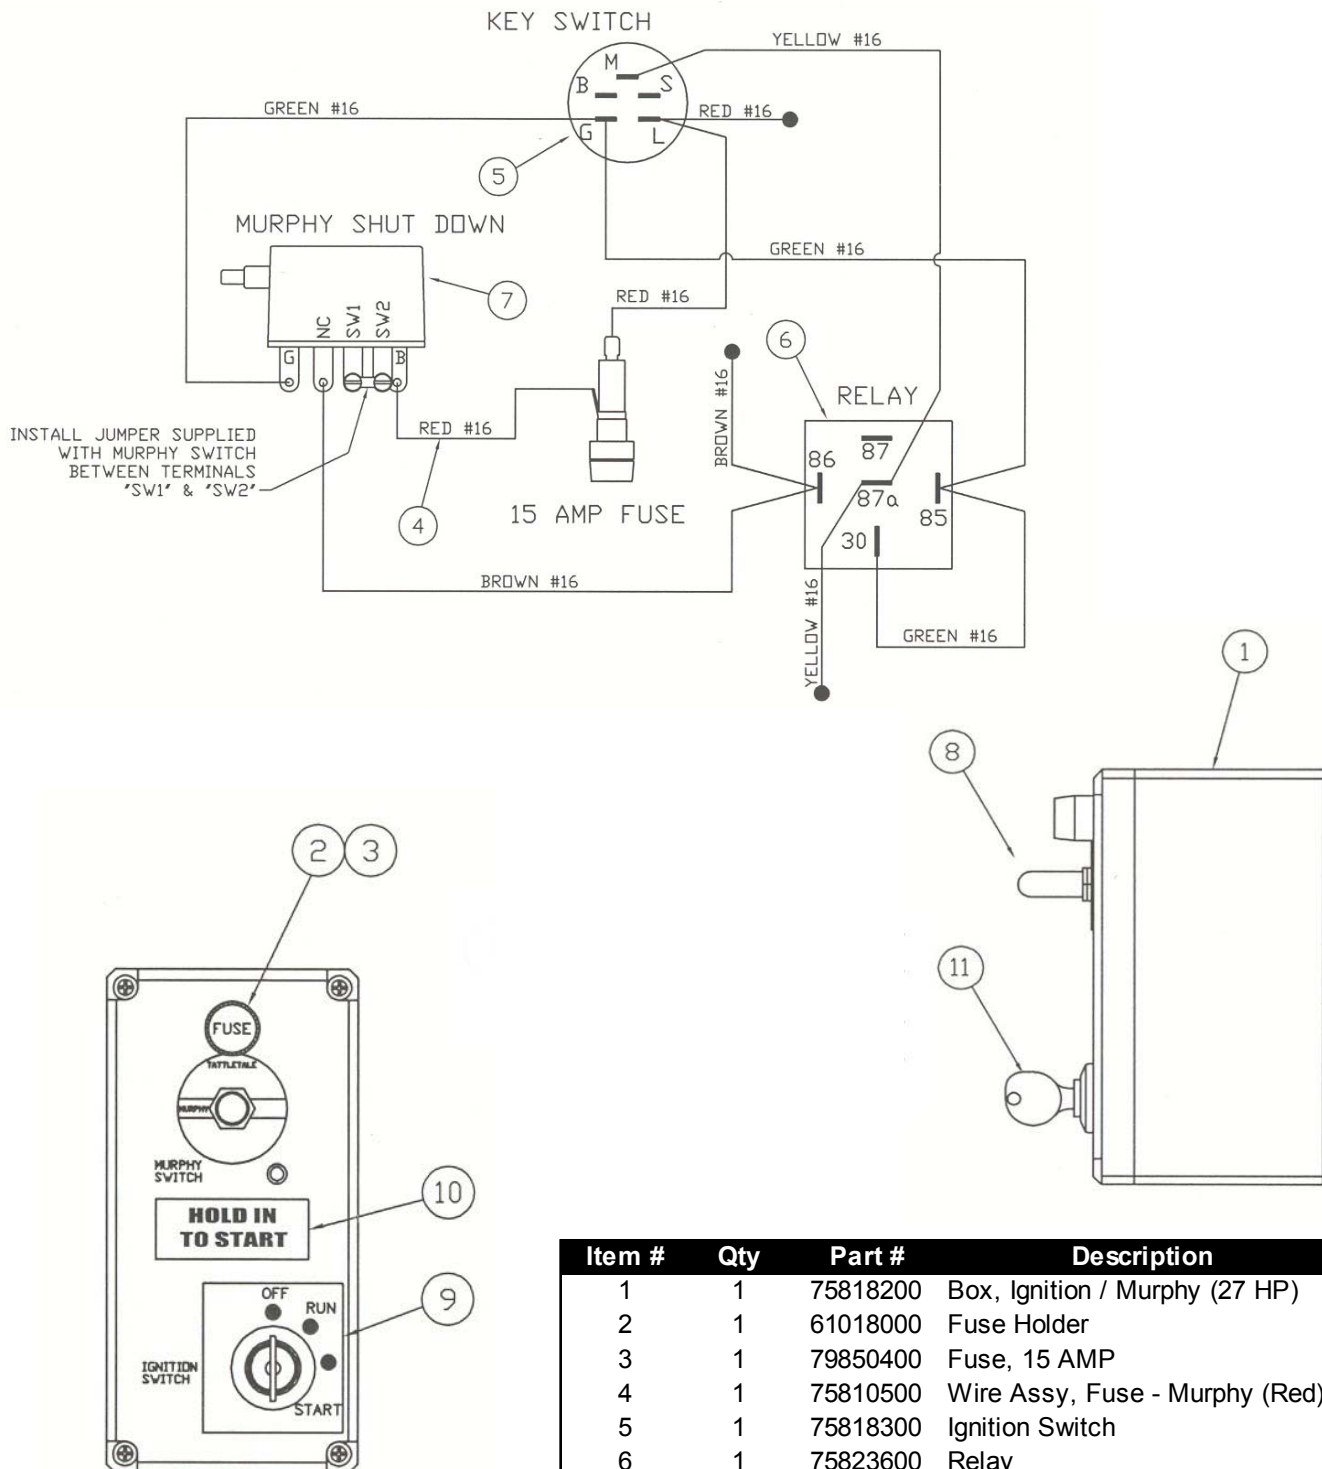 KEY SWITCH
YELLOW #16
M
B
S
GREEN #16
RED #16
G
L
5
MURPHY SHUT DOWN
GREEN #16
7
RED #16
NC
SW1
SW2
G
B
6
RELAY
BROWN #16
INSTALL JUMPER SUPPLIED
WITH MURPHY SWITCH
BETWEEN TERMINALS
"SW1" & "SW2"
RED #16
87
86
87a
85
4
15 AMP FUSE
30
BROWN #16
YELLOW #16
GREEN #16
1
8
2
3
11
FUSE
TATTLETALE
MURPHY
MURPHY
SWITCH
10
HOLD IN
TO START
9
OFF
RUN
IGNITION
SWITCH
START
Item # Qty Part # Description
1 1 75818200 Box, Ignition / Murphy (27 HP)
2 1 61018000 Fuse Holder
3 1 79850400 Fuse, 15 AMP
4 1 75810500 Wire Assy, Fuse - Murphy (Red)
5 1 75818300 Ignition Switch
6 1 75823600 Relay